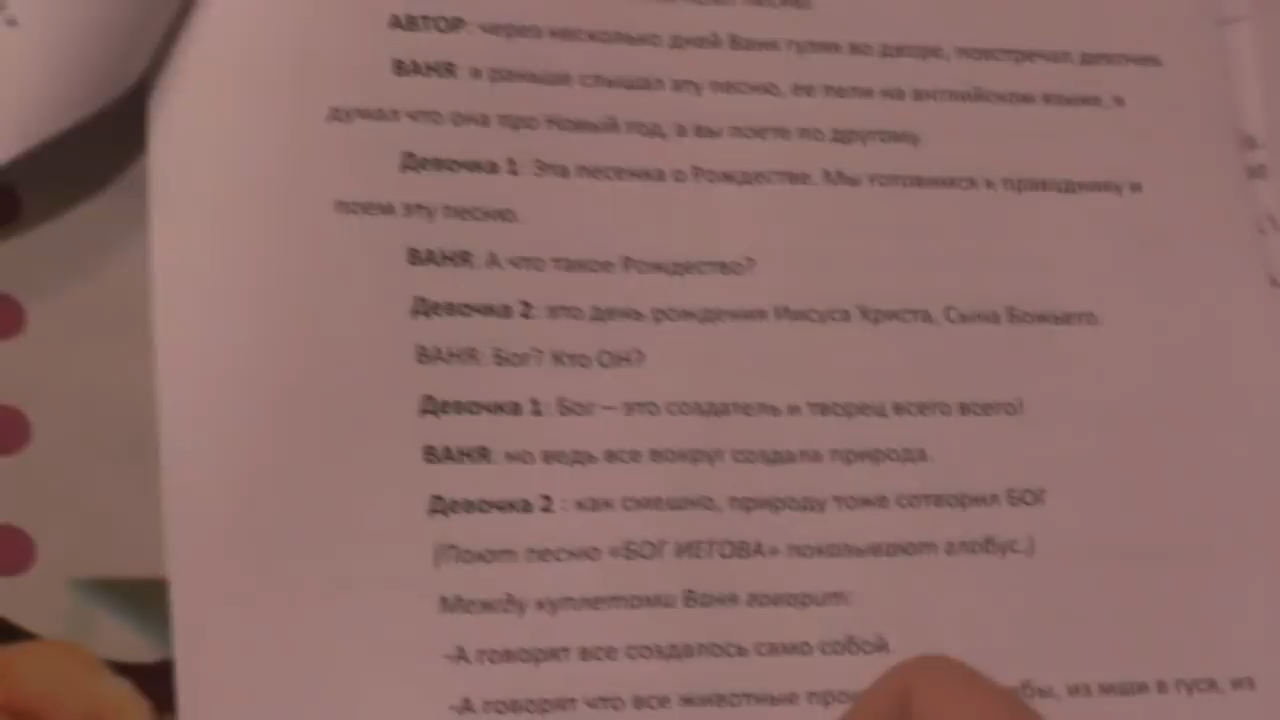 АВТОР: через несколько дней Ваня гулял во дворе, повстречал девочек
ВАНЯ: я раньше слышал эту песню, ее пели на английском языке, я
думал что она про Новый год, а вы поете по другому.
Девочка 1: Эта песенка о Рождестве. Мы готовимся к празднику и
поем эту песню.
ВАНЯ: А что такое Рождество?
Девочка 2: это день рождения Иисуса Христа, Сына Божьего.
ВАНЯ: Бог? Кто ОН?
Девочка 1: Бог – это создатель и творец всего всего!
ВАНЯ: но ведь все вокруг создала природа.
Девочка 2 : как смешно, природу тоже сотворил БОГ
(Поют песню «БОГ ИЕГОВА» показывают глобус.)
Между куплетами Ваня говорит:
-А говорят все создалось само собой.
-А говорят что все животные из в гуся, из